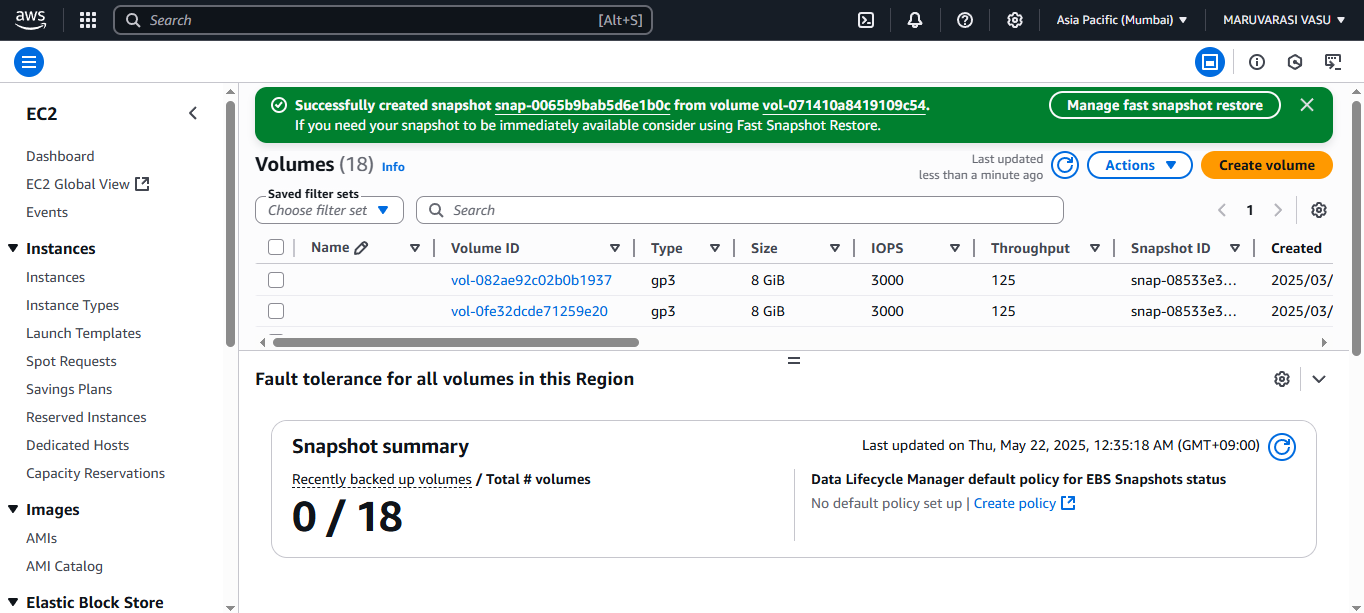 aws
Search [Alt+S]
Asia Pacific (Mumbai)
MARUVARASI VASU
EC2
Dashboard
EC2 Global View
Events
Instances
Instances
Instance Types
Launch Templates
Spot Requests
Savings Plans
Reserved Instances
Dedicated Hosts
Capacity Reservations
Images
AMIs
AMI Catalog
Elastic Block Store
Successfully created snapshot snap-0065b9bab5d6e1b0c from volume vol-071410a8419109c54.
If you need your snapshot to be immediately available consider using Fast Snapshot Restore.
Manage fast snapshot restore
Volumes (18) Info
Last updated
less than a minute ago
Actions
Create volume
Saved filter sets
Choose filter set
Search
1
Name Volume ID Type Size IOPS Throughput Snapshot ID Created
vol-082ae92c02b0b1937 gp3 8 GiB 3000 125 snap-08533e3... 2025/03/
vol-0fe32dcde71259e20 gp3 8 GiB 3000 125 snap-08533e3... 2025/03/
Fault tolerance for all volumes in this Region
Snapshot summary
Last updated on Thu, May 22, 2025, 12:35:18 AM (GMT+09:00)
Recently backed up volumes / Total # volumes
0 / 18
Data Lifecycle Manager default policy for EBS Snapshots status
No default policy set up | Create policy